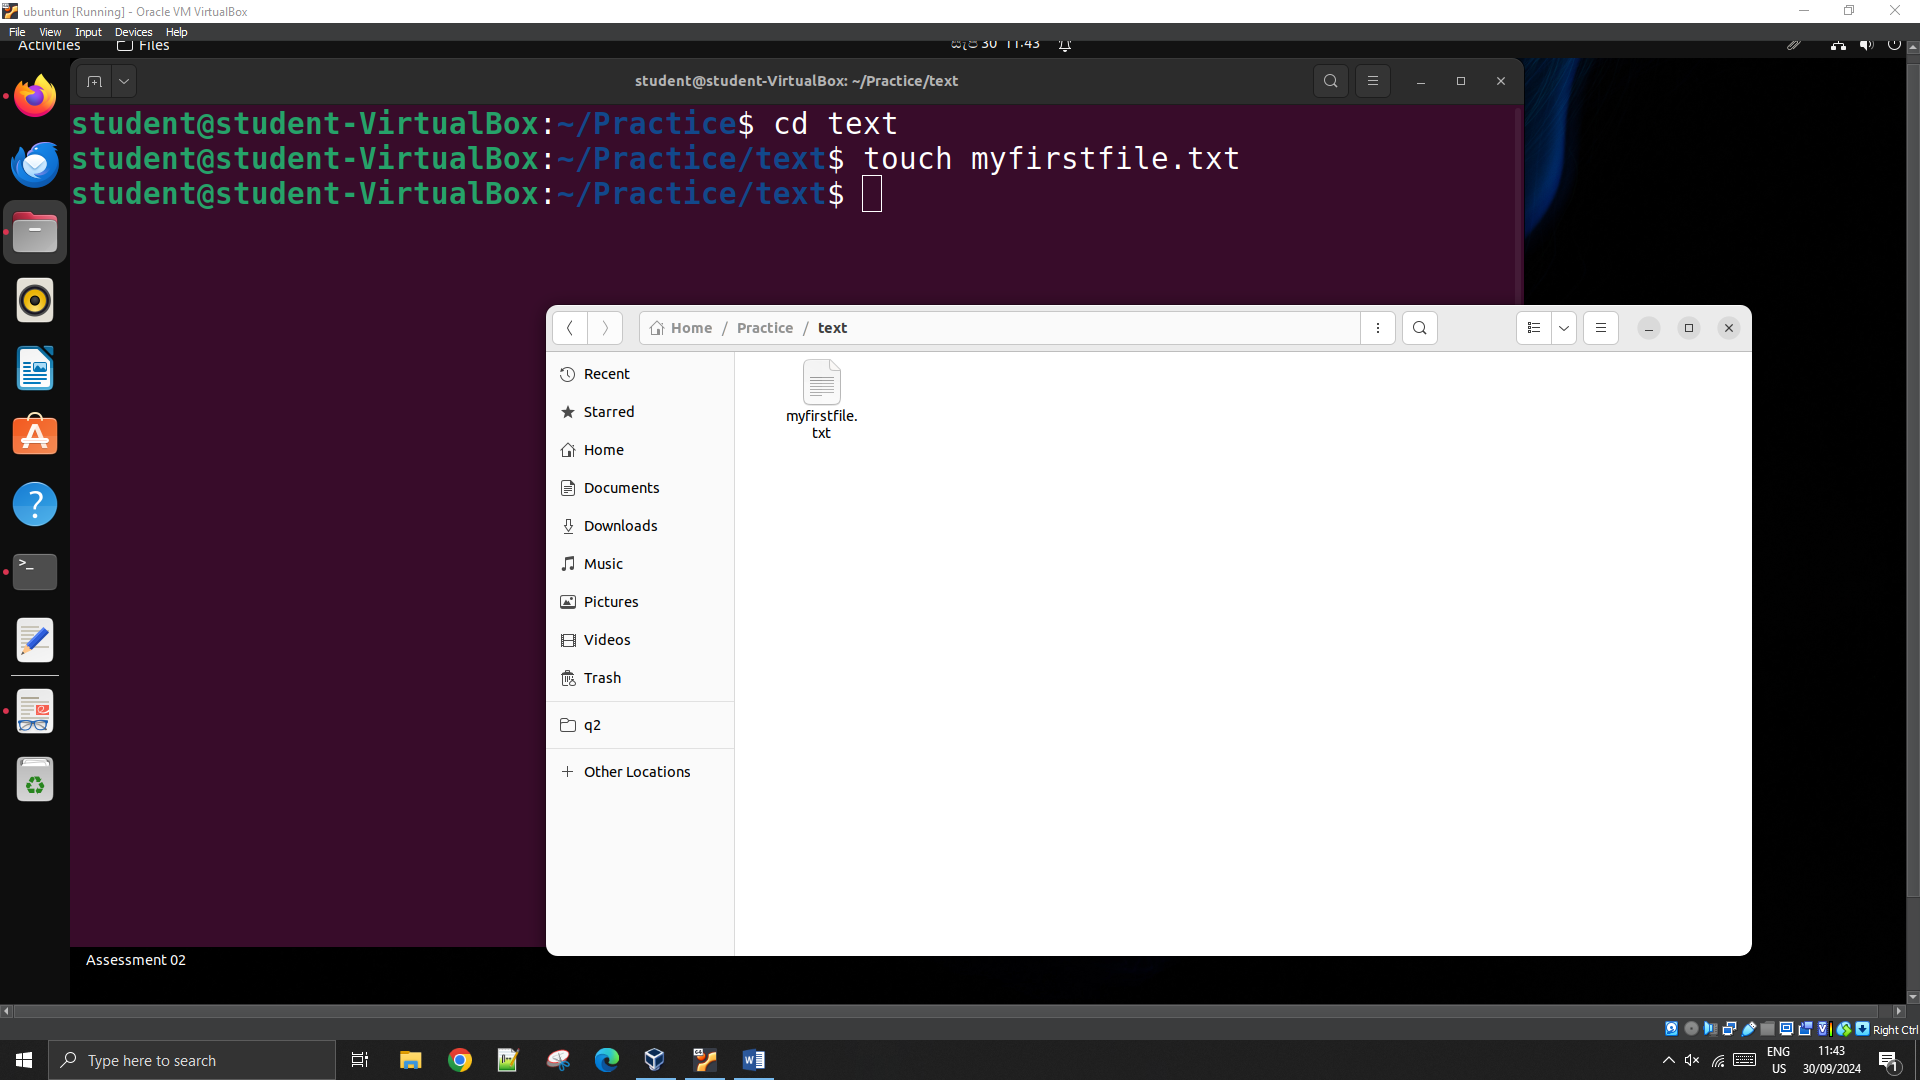 ubuntun [Running] - Oracle VM VirtualBox
File View Input Devices Help
Activities Files
30 11:43
student@student-VirtualBox: ~/Practice/text
student@student-VirtualBox:~/Practice$ cd text
student@student-VirtualBox:~/Practice/text$ touch myfirstfile.txt
student@student-VirtualBox:~/Practice/text$
Home / Practice / text
Recent
Starred
Home
Documents
Downloads
Music
Pictures
Videos
Trash
q2
Other Locations
myfirstfile.
txt
Assessment 02
Right Ctrl
Type here to search
ENG
US
11:43
30/09/2024
1